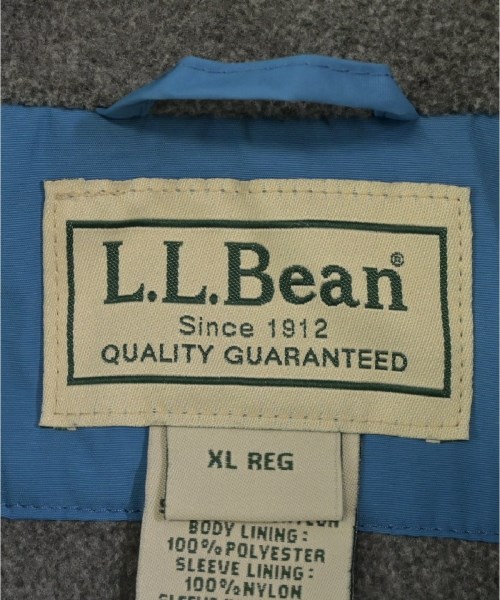 L.L.Bean®
Since 1912
QUALITY GUARANTEED
XL REG
BODY LINING:
100% POLYESTER
SLEEVE LINING:
100% NYLON